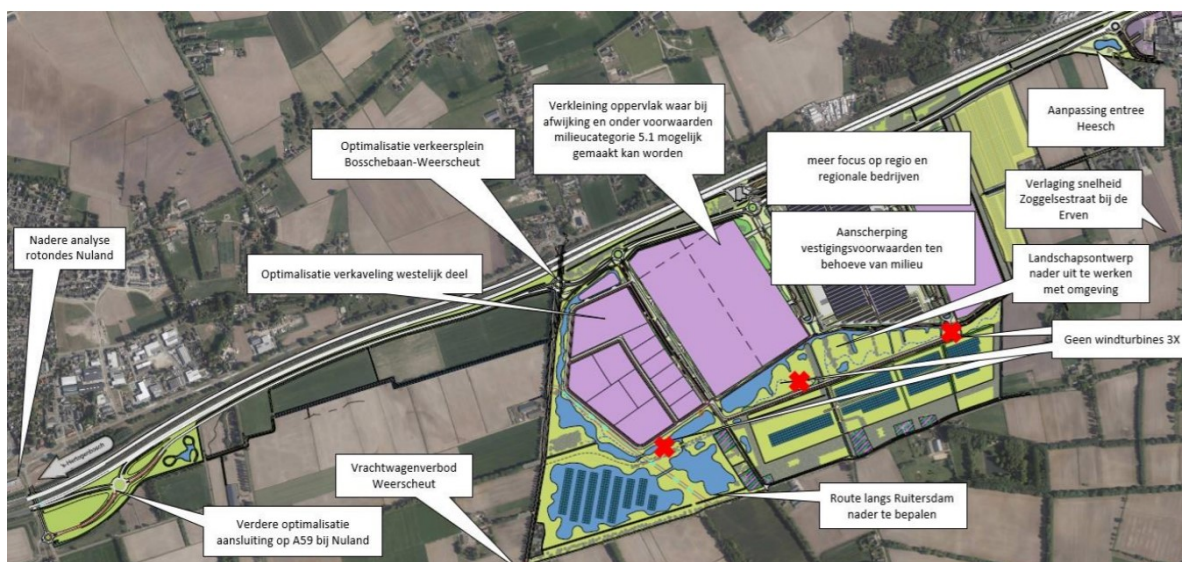 Verkleining oppervlak waar bij
afwijking en onder voorwaarden
milieucategorie 5.1 mogelijk
gemaakt kan worden
Aanpassing entree
Heesch
Optimalisatie verkeersplein
Bosschebaan-Weerscheut
meer focus op regio en
regionale bedrijven
Verlaging snelheid
Zoggelsestraat bij de
Erven
Nadere analyse
rotondes Nuland
Optimalisatie verkaveling westelijk deel
Aanscherping
vestigingsvoorwaarden ten
behoeve van milieu
Landschapsontwerp
nader uit te werken
met omgeving
Geen windturbines 3X
's-Hertogenbosch
Vrachtwagenverbod
Weerscheut
Route langs Ruitersdam
nader te bepalen
Verdere optimalisatie
aansluiting op A59 bij Nuland